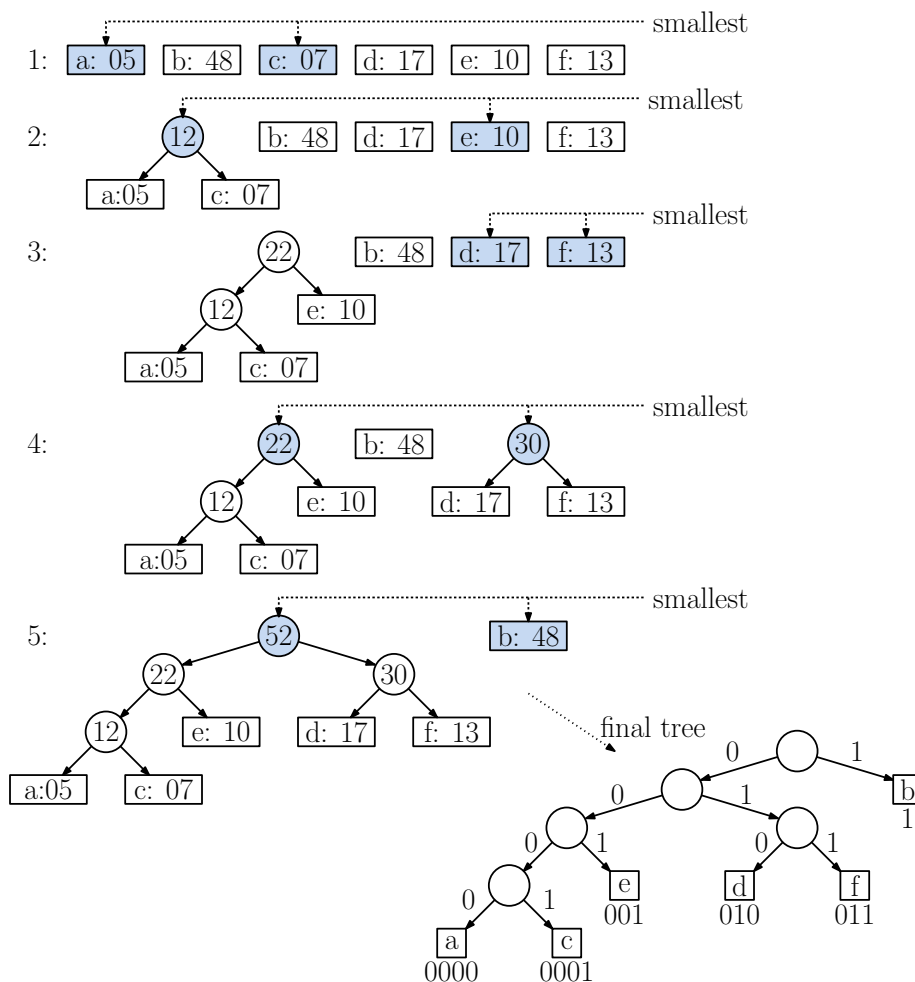 smallest
1: a: 05 b: 48 c: 07 d: 17 e: 10 f: 13
smallest
2: 12 b: 48 d: 17 e: 10 f: 13
a:05 c: 07
smallest
3: 22 b: 48 d: 17 f: 13
12 e: 10
a:05 c: 07
smallest
4: 22 b: 48 30
12 e: 10 d: 17 f: 13
a:05 c: 07
smallest
5: 52 b: 48
22 30
12 e: 10 d: 17 f: 13
final tree
a:05 c: 07
0 1
0 1 b
1
0 1 0 1
e d f
0 1 001 010 011
a c
0000 0001